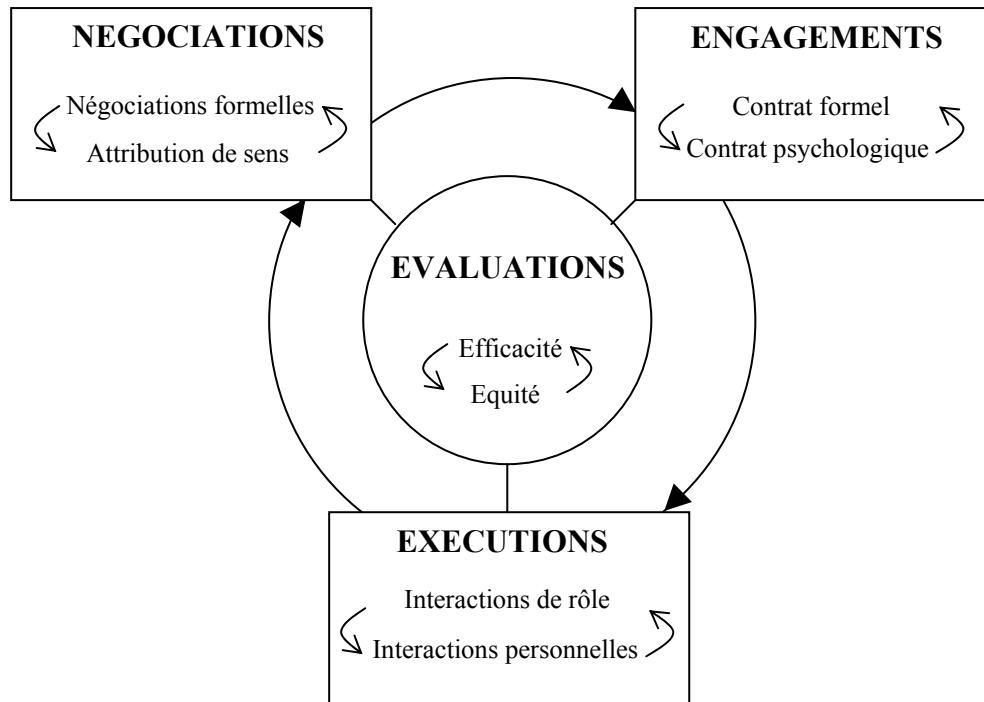 NEGOCIATIONS
Négociations formelles
Attribution de sens
ENGAGEMENTS
Contrat formel
Contrat psychologique
EVALUATIONS
Efficacité
Equité
EXECUTIONS
Interactions de rôle
Interactions personnelles